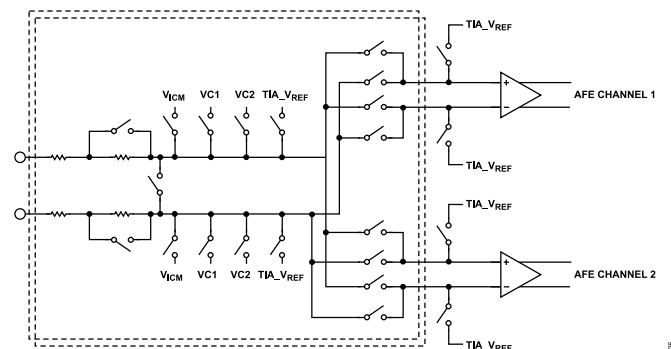 TIA_VREF
AFE CHANNEL 1
VICM VC1 VC2 TIA_VREF
TIA_VREF
TIA_VREF
VICM VC1 VC2 TIA_VREF
AFE CHANNEL 2
TIA_VREF